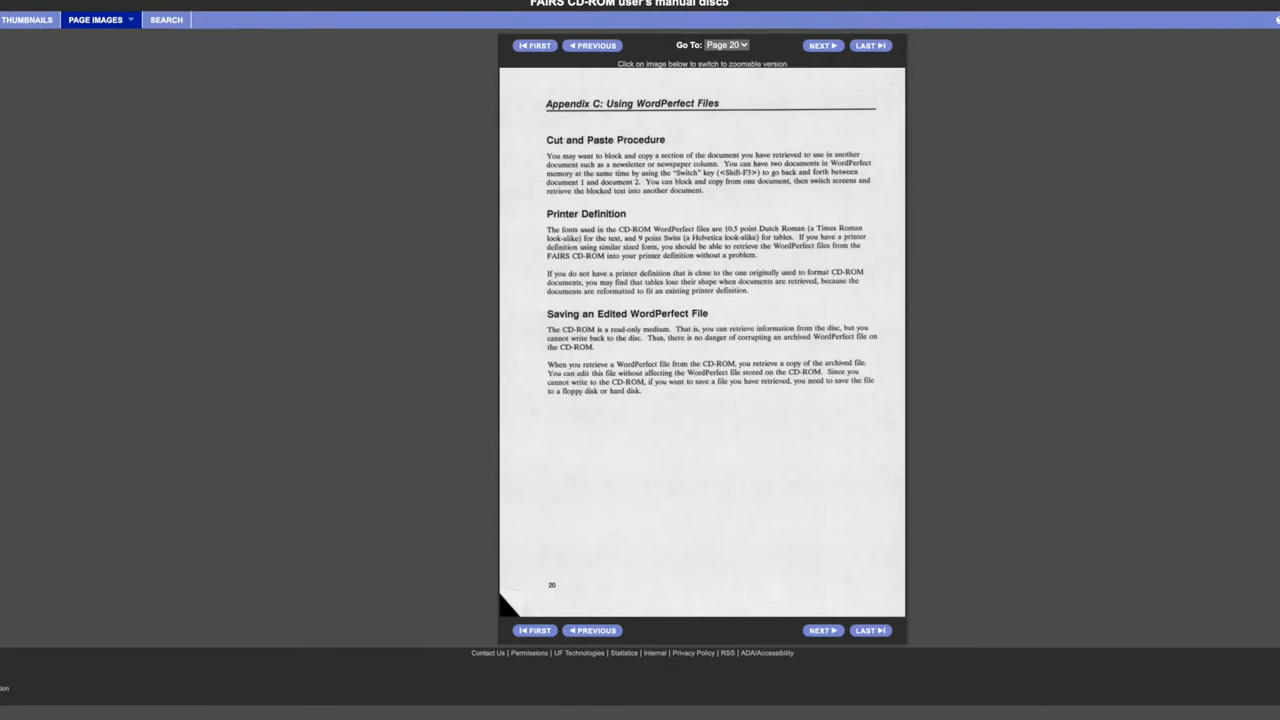 FAIRS CD-ROM user's manual disc5
THUMBNAILS PAGE IMAGES SEARCH
FIRST PREVIOUS Go To: Page 20 NEXT LAST
Click on image below to switch to zoomable version
Appendix C: Using WordPerfect Files
Cut and Paste Procedure
You may want to block and copy a section of the document you have retrieved to use in another
document such as a newsletter or newspaper column. You can have two documents in WordPerfect
memory at the same time by using the "Switch" key (<Shift-F3>) to go back and forth between
document 1 and document 2. You can block and copy from one document, then switch screens and
retrieve the blocked text into another document.
Printer Definition
The fonts used in the CD-ROM WordPerfect files are 10.5 point Dutch Roman (a Times Roman
look-alike) for the text, and 9 point Swiss (a Helvetica look-alike) for tables. If you have a printer
definition using similar sized fonts, you should be able to retrieve the WordPerfect files from the
FAIRS CD-ROM into your printer definition without a problem.
If you do not have a printer definition that is close to the one originally used to format CD-ROM
documents, you may find that tables lose their shape when documents are retrieved, because the
documents are reformatted to fit an existing printer definition.
Saving an Edited WordPerfect File
The CD-ROM is a read-only medium. That is, you can retrieve information from the disc, but you
cannot write back to the disc. Thus, there is no danger of corrupting an archived WordPerfect file on
the CD-ROM.
When you retrieve a WordPerfect file from the CD-ROM, you retrieve a copy of the archived file.
You can edit this file without affecting the WordPerfect file stored on the CD-ROM. Since you
cannot write to the CD-ROM, if you want to save a file you have retrieved, you need to save the file
to a floppy disk or hard disk.
20
FIRST PREVIOUS NEXT LAST
Contact Us | Permissions | UF Technologies | Statistics | Internal | Privacy Policy | RSS | ADA/Accessibility